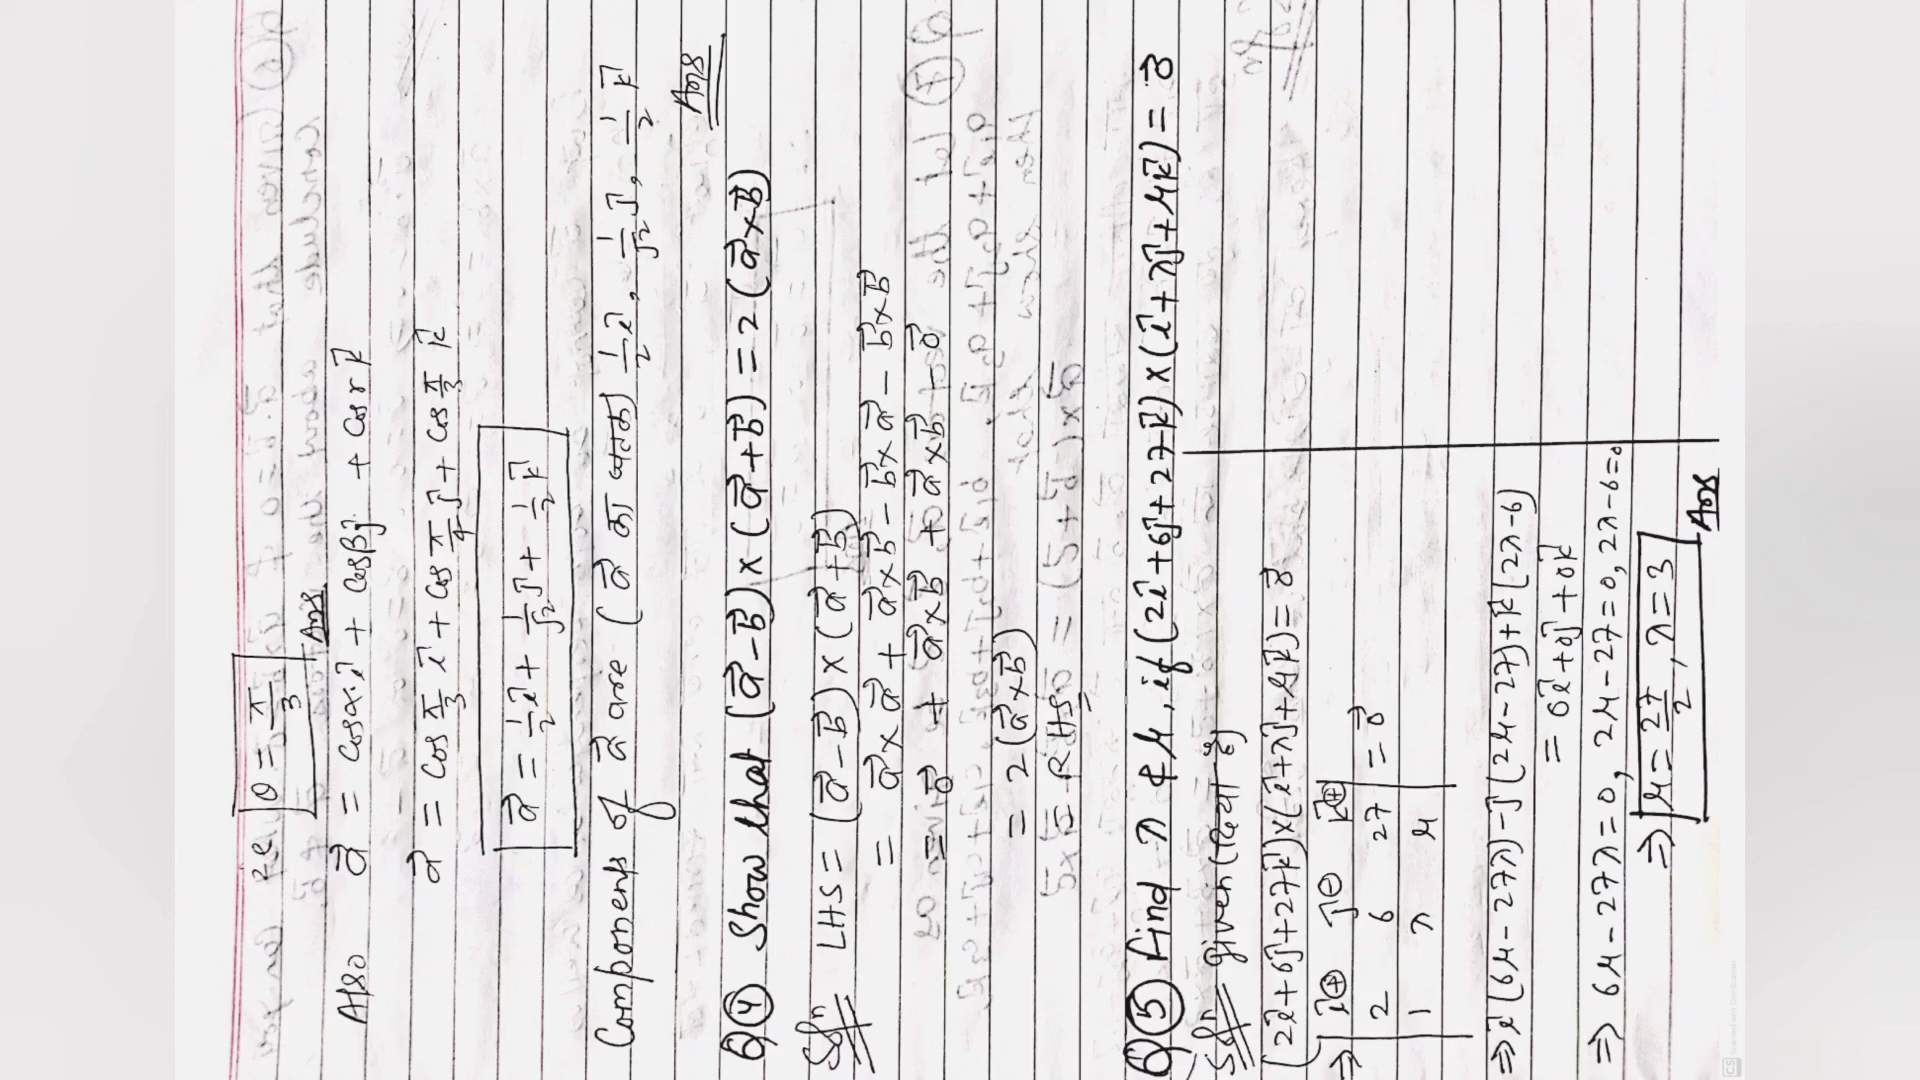 θ = π/3
Ans
Also a⃗ = cosα î + cosβ ĵ + cosr k̂
a⃗ = cos π/3 î + cos π/4 ĵ + cos π/3 k̂
a⃗ = 1/2 î + 1/√2 ĵ + 1/2 k̂
Components of a⃗ are (a⃗ का घटक) 1/2 î, 1/√2 ĵ, 1/2 k̂
Ans
Q④ Show that (a⃗-b⃗)×(a⃗+b⃗) = 2(a⃗×b⃗)
Solⁿ LHS = (a⃗-b⃗)×(a⃗+b⃗)
= a⃗×a⃗ + a⃗×b⃗ - b⃗×a⃗ - b⃗×b⃗
= 0⃗ + a⃗×b⃗ + a⃗×b⃗ - 0⃗
= 2(a⃗×b⃗)
= RHS
Q⑤ Find λ & μ, if (2î+6ĵ+27k̂)×(î+λĵ+μk̂) = 0⃗
Solⁿ given (दिया है)
(2î+6ĵ+27k̂)×(î+λĵ+μk̂) = 0⃗
⇒ | î⊕ ĵ⊖ k̂⊕ |
2 6 27 = 0⃗
1 λ μ
⇒ î(6μ-27λ) - ĵ(2μ-27) + k̂(2λ-6)
= 0î+0ĵ+0k̂
⇒ 6μ-27λ=0, 2μ-27=0, 2λ-6=0
⇒ μ = 27/2, λ = 3
Ans
CS